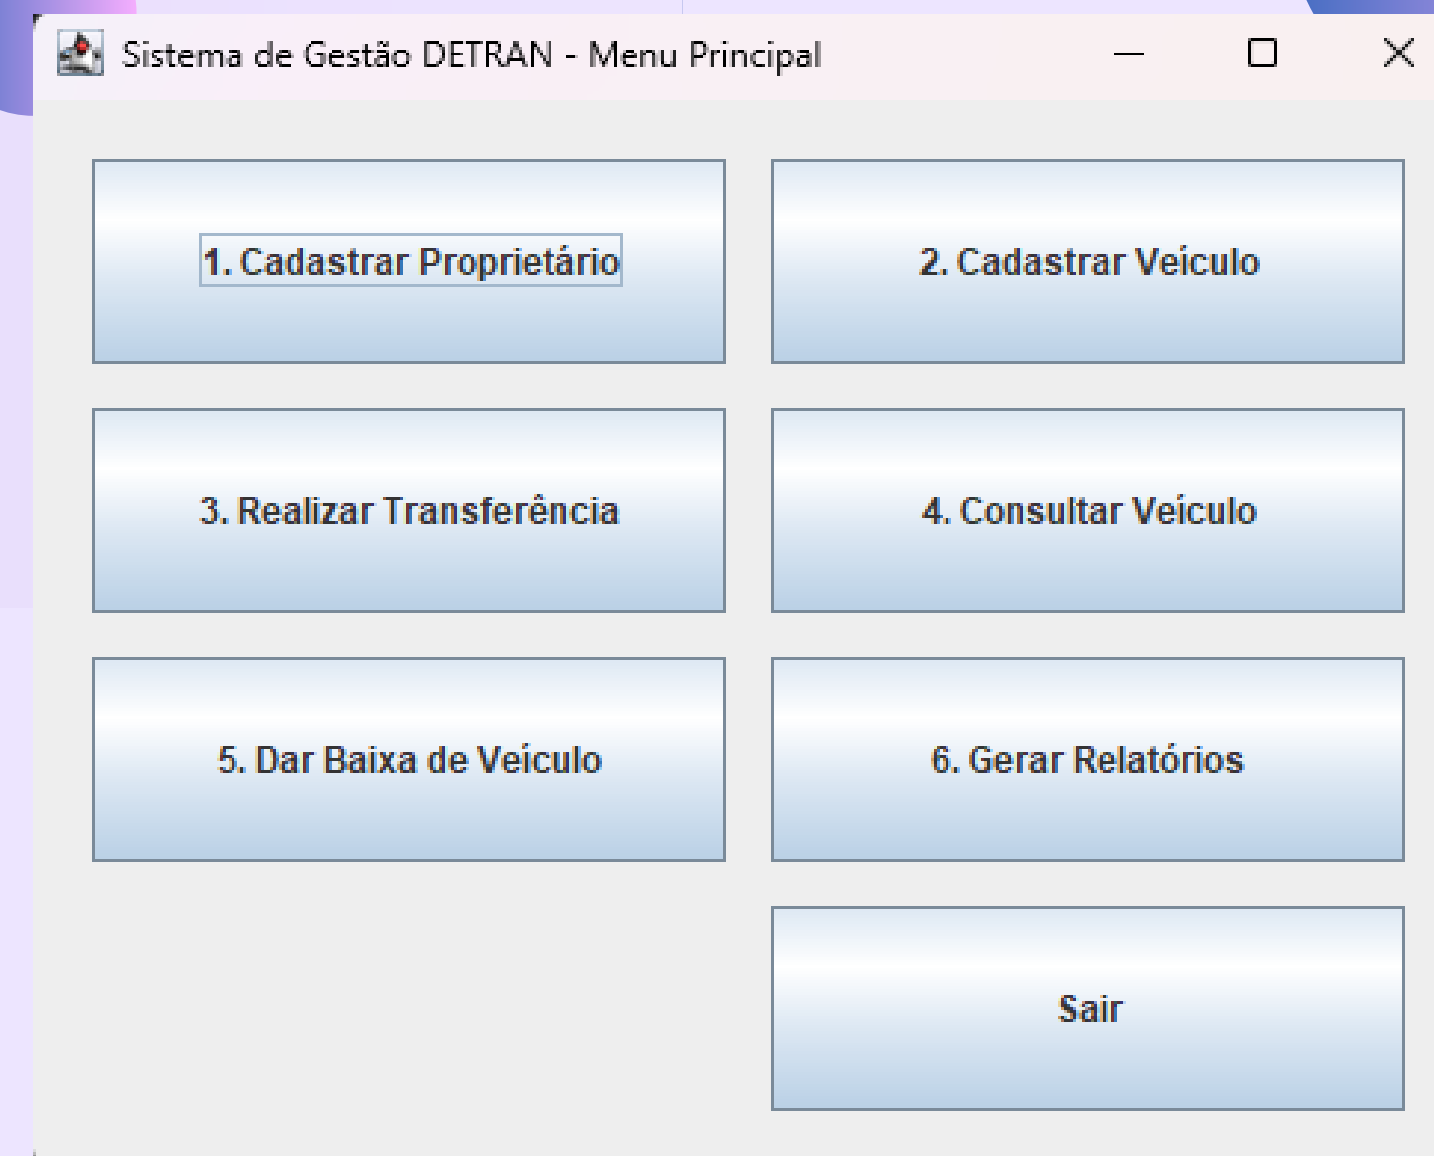 Sistema de Gestão DETRAN - Menu Principal
1. Cadastrar Proprietário
2. Cadastrar Veículo
3. Realizar Transferência
4. Consultar Veículo
5. Dar Baixa de Veículo
6. Gerar Relatórios
Sair